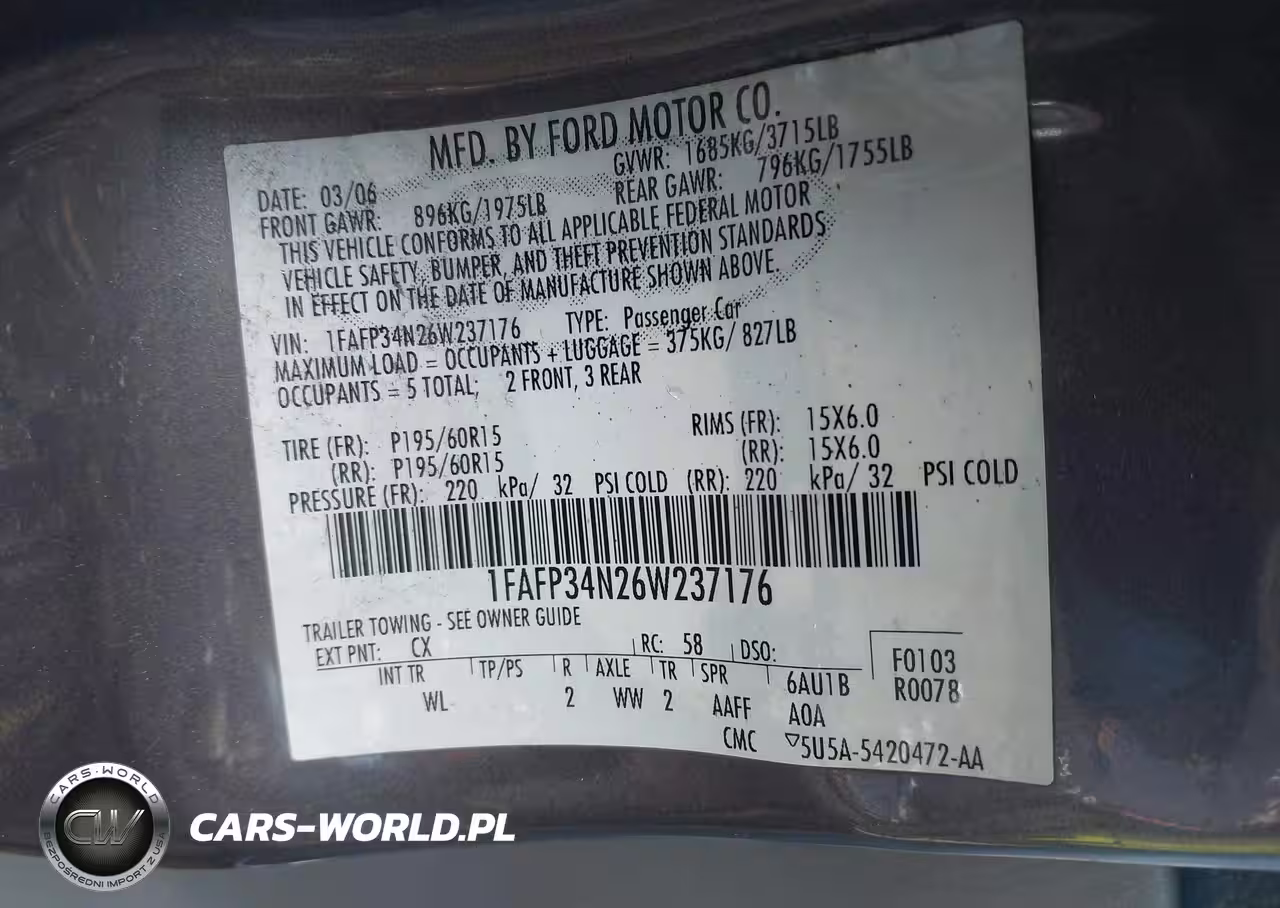 MFD. BY FORD MOTOR CO.
DATE: 03/06 GVWR: 1685KG/3715LB
FRONT GAWR: 896KG/1975LB REAR GAWR: 796KG/1755LB
THIS VEHICLE CONFORMS TO ALL APPLICABLE FEDERAL MOTOR
VEHICLE SAFETY, BUMPER, AND THEFT PREVENTION STANDARDS
IN EFFECT ON THE DATE OF MANUFACTURE SHOWN ABOVE.
VIN: 1FAFP34N26W237176 TYPE: Passenger Car
MAXIMUM LOAD = OCCUPANTS + LUGGAGE = 375KG/ 827LB
OCCUPANTS = 5 TOTAL; 2 FRONT, 3 REAR
TIRE (FR): P195/60R15 RIMS (FR): 15X6.0
(RR): P195/60R15 (RR): 15X6.0
PRESSURE (FR): 220 kPa/ 32 PSI COLD (RR): 220 kPa/ 32 PSI COLD
1FAFP34N26W237176
TRAILER TOWING - SEE OWNER GUIDE
EXT PNT: CX RC: 58 DSO: F0103
INT TR TP/PS R AXLE TR SPR 6AU1B R0078
WL 2 WW 2 AAFF A0A
CMC ▽5U5A-5420472-AA
CARS-WORLD
CW
BEZPOŚREDNI IMPORT Z USA
CARS-WORLD.PL